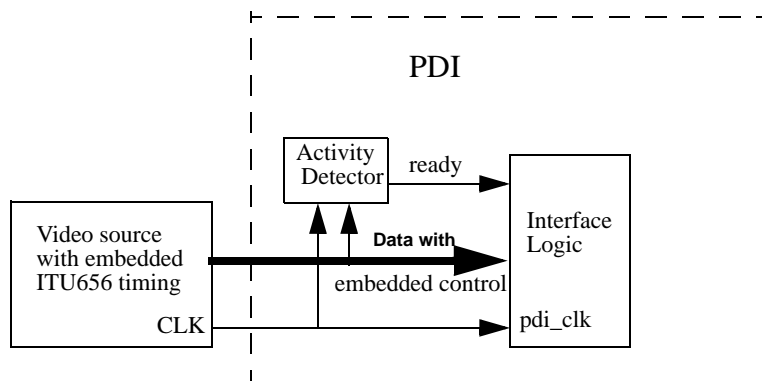 PDI
Activity
Detector
ready
Interface
Logic
Video source
with embedded
ITU656 timing
Data with
embedded control
CLK
pdi_clk